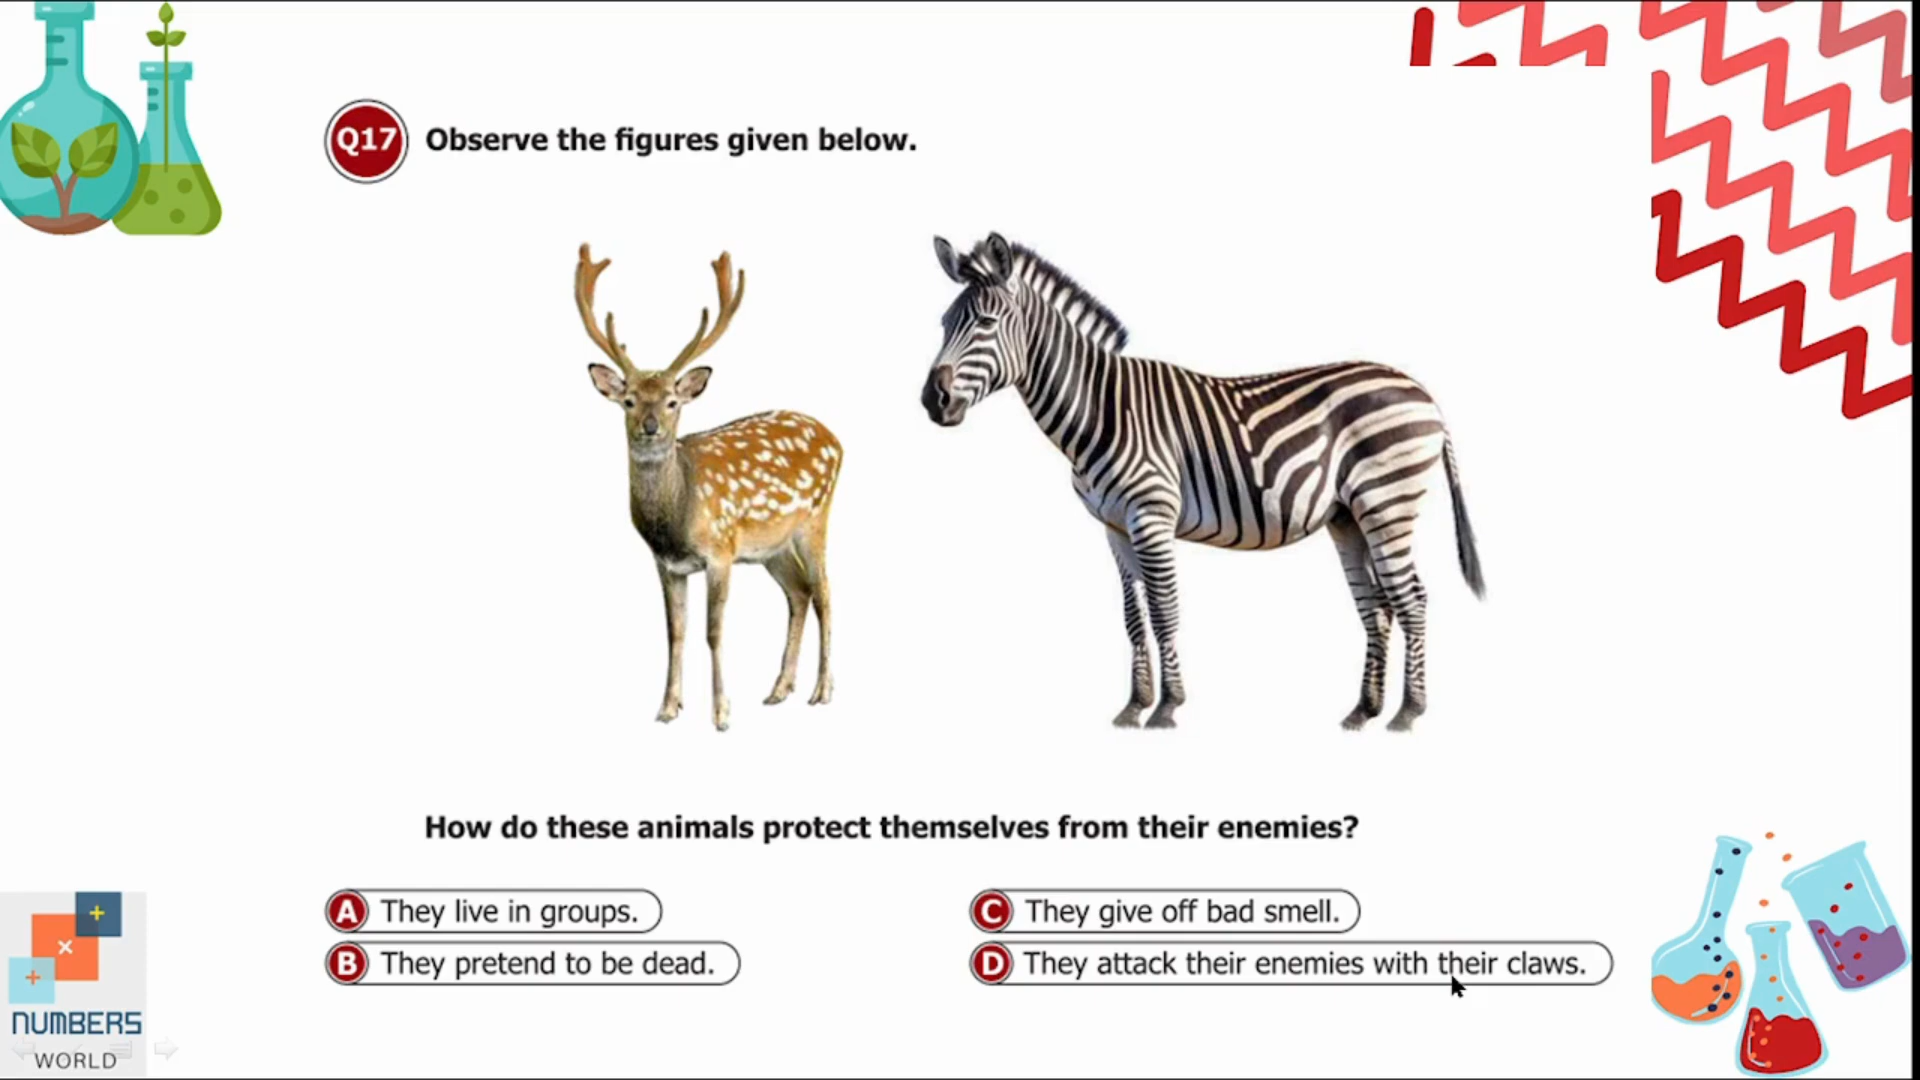 Q17 Observe the figures given below.
How do these animals protect themselves from their enemies?
A They live in groups.
B They pretend to be dead.
C They give off bad smell.
D They attack their enemies with their claws.
+
×
+
NUMBERS
WORLD